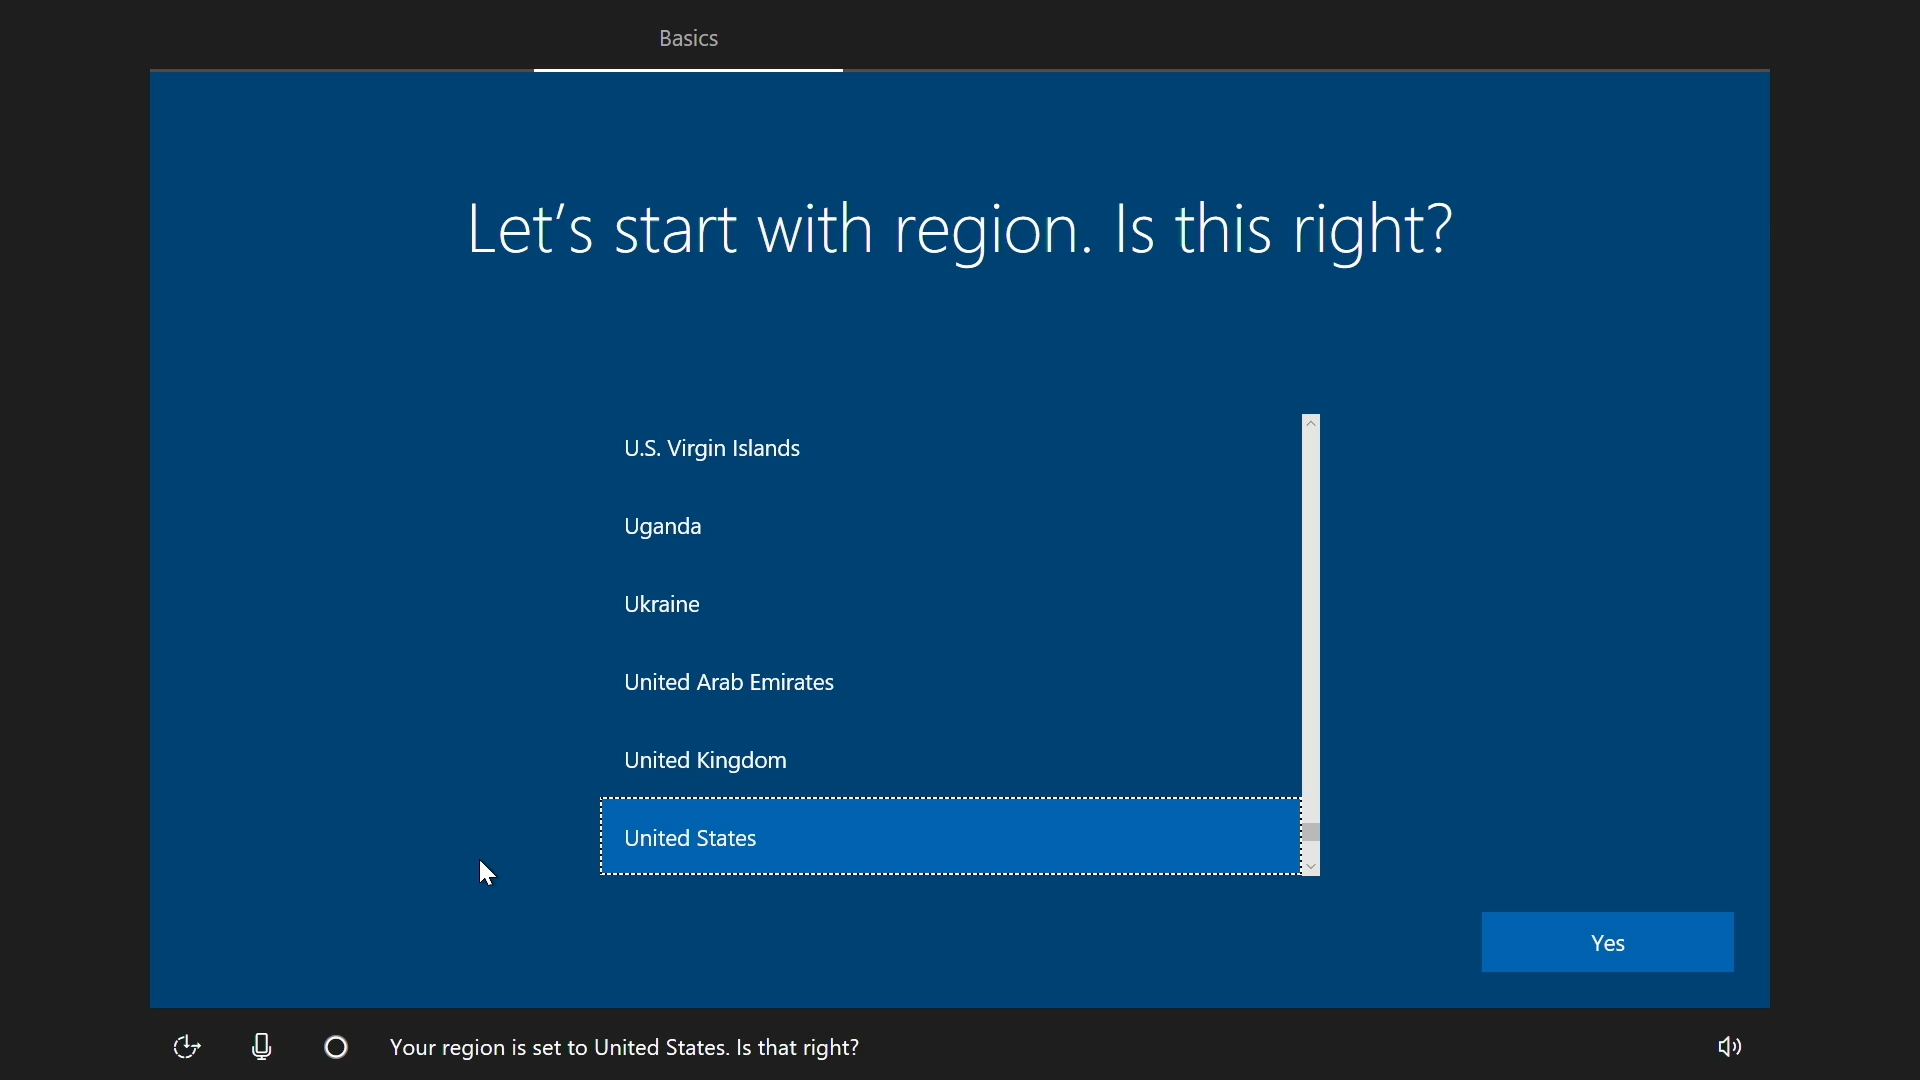 Basics
Let's start with region. Is this right?
U.S. Virgin Islands
Uganda
Ukraine
United Arab Emirates
United Kingdom
United States
Yes
Your region is set to United States. Is that right?